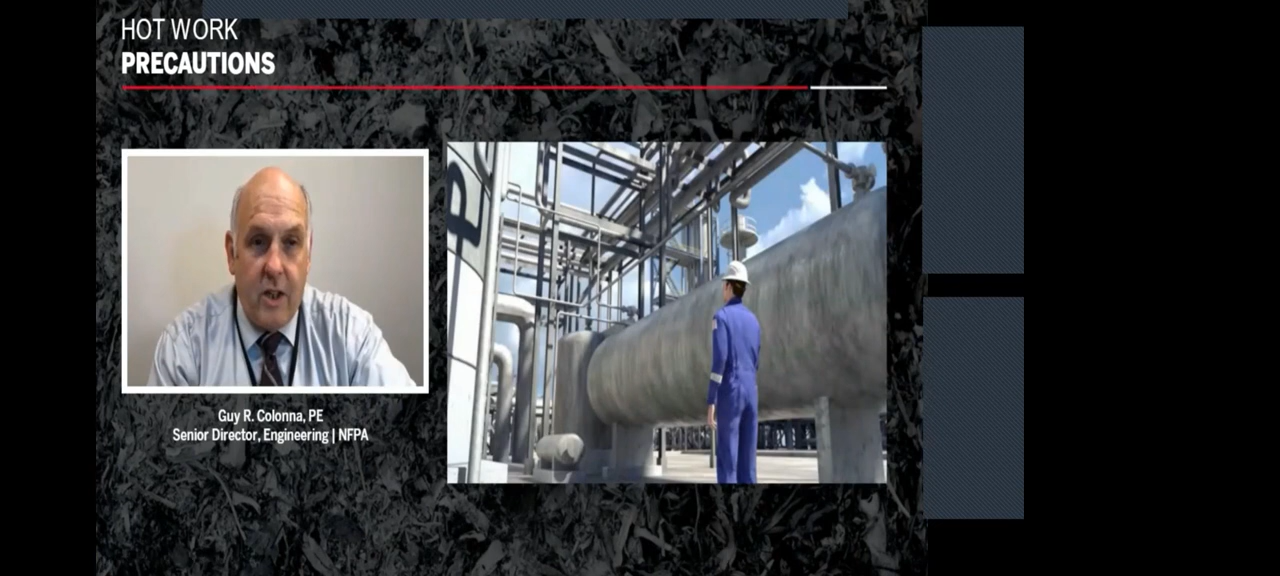 HOT WORK
PRECAUTIONS
Guy R. Colonna, PE
Senior Director, Engineering | NFPA